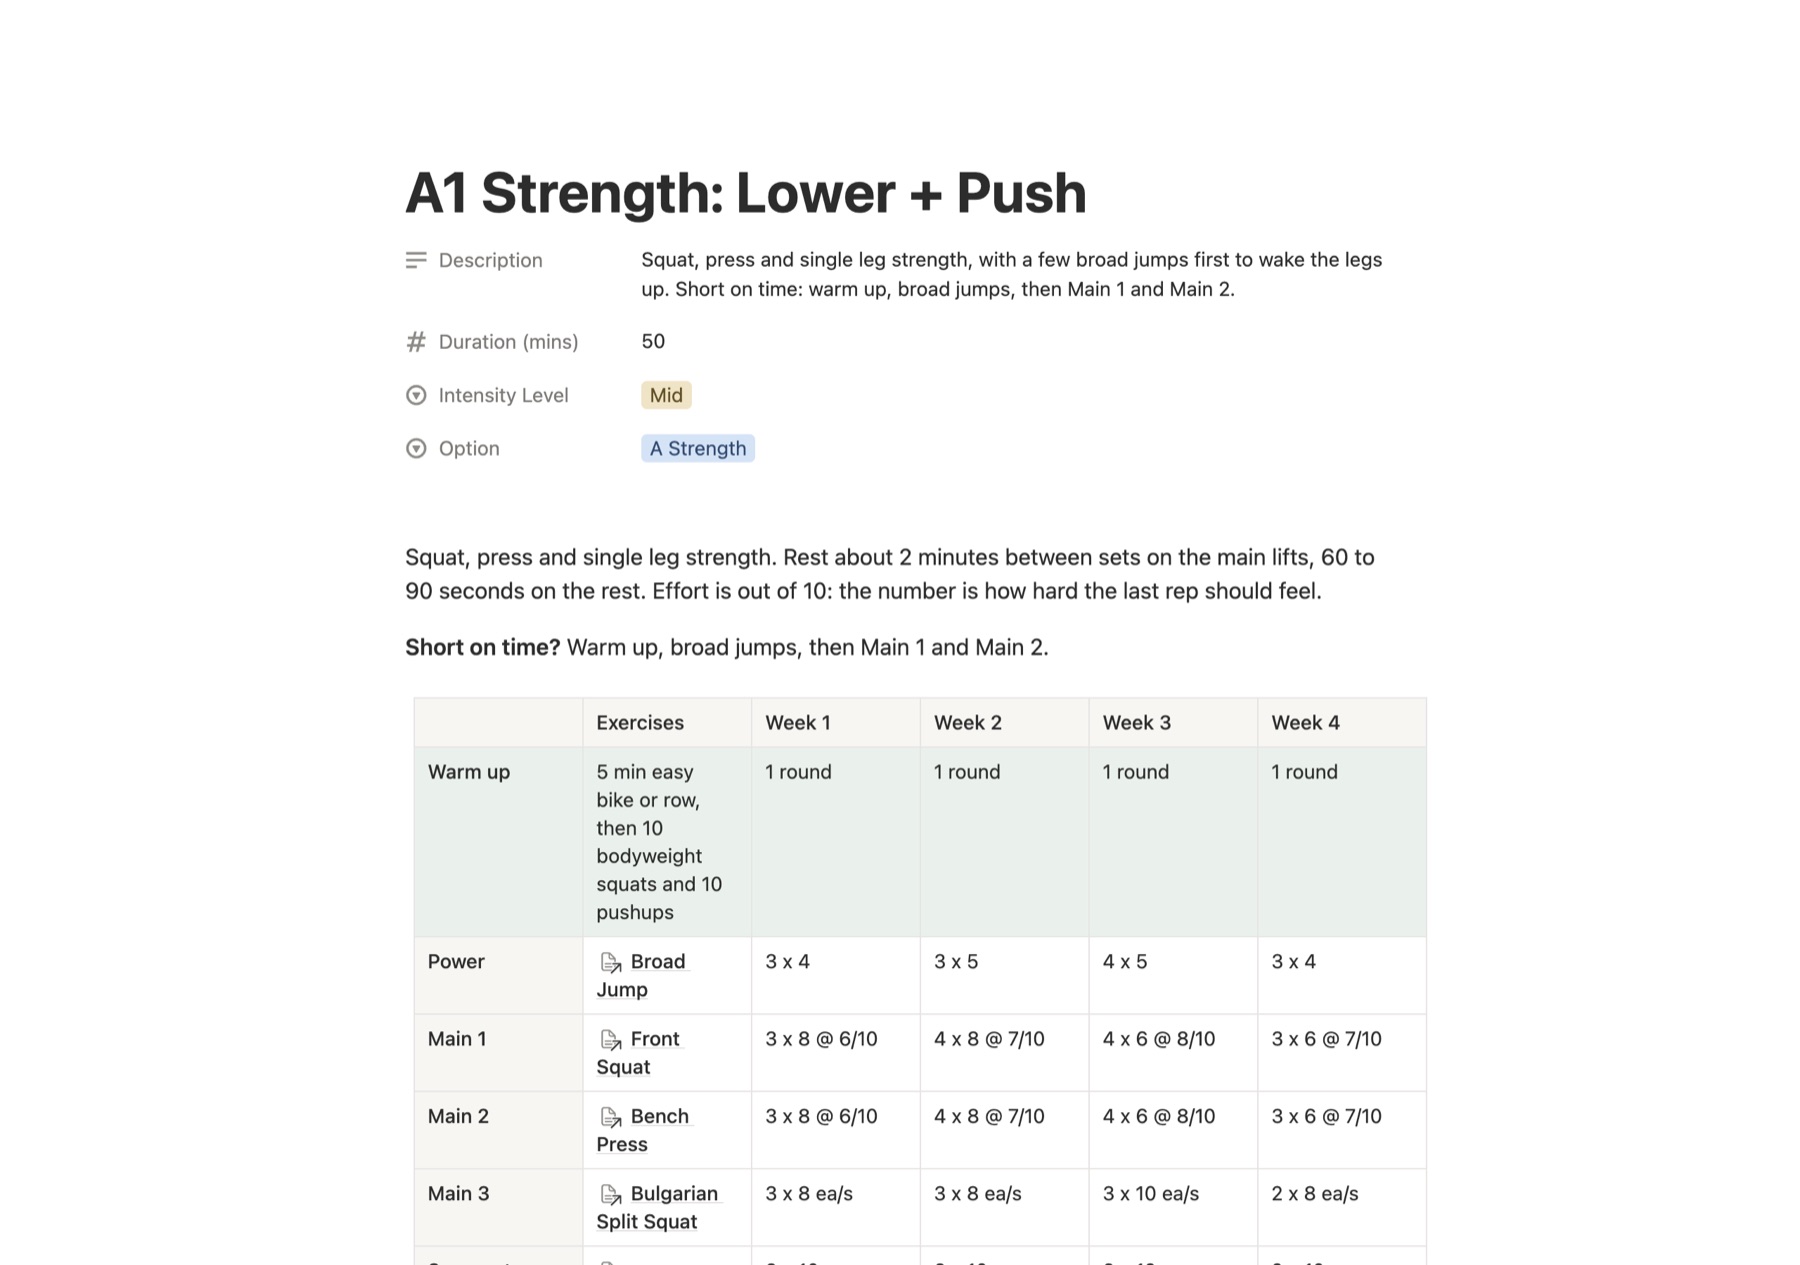 A1 Strength: Lower + Push
Description
Squat, press and single leg strength, with a few broad jumps first to wake the legs
up. Short on time: warm up, broad jumps, then Main 1 and Main 2.
Duration (mins)
50
Intensity Level
Mid
Option
A Strength
Squat, press and single leg strength. Rest about 2 minutes between sets on the main lifts, 60 to
90 seconds on the rest. Effort is out of 10: the number is how hard the last rep should feel.
Short on time? Warm up, broad jumps, then Main 1 and Main 2.
Exercises Week 1 Week 2 Week 3 Week 4
Warm up 5 min easy 1 round 1 round 1 round 1 round
bike or row,
then 10
bodyweight
squats and 10
pushups
Power Broad 3 x 4 3 x 5 4 x 5 3 x 4
Jump
Main 1 Front 3 x 8 @ 6/10 4 x 8 @ 7/10 4 x 6 @ 8/10 3 x 6 @ 7/10
Squat
Main 2 Bench 3 x 8 @ 6/10 4 x 8 @ 7/10 4 x 6 @ 8/10 3 x 6 @ 7/10
Press
Main 3 Bulgarian 3 x 8 ea/s 3 x 8 ea/s 3 x 10 ea/s 2 x 8 ea/s
Split Squat